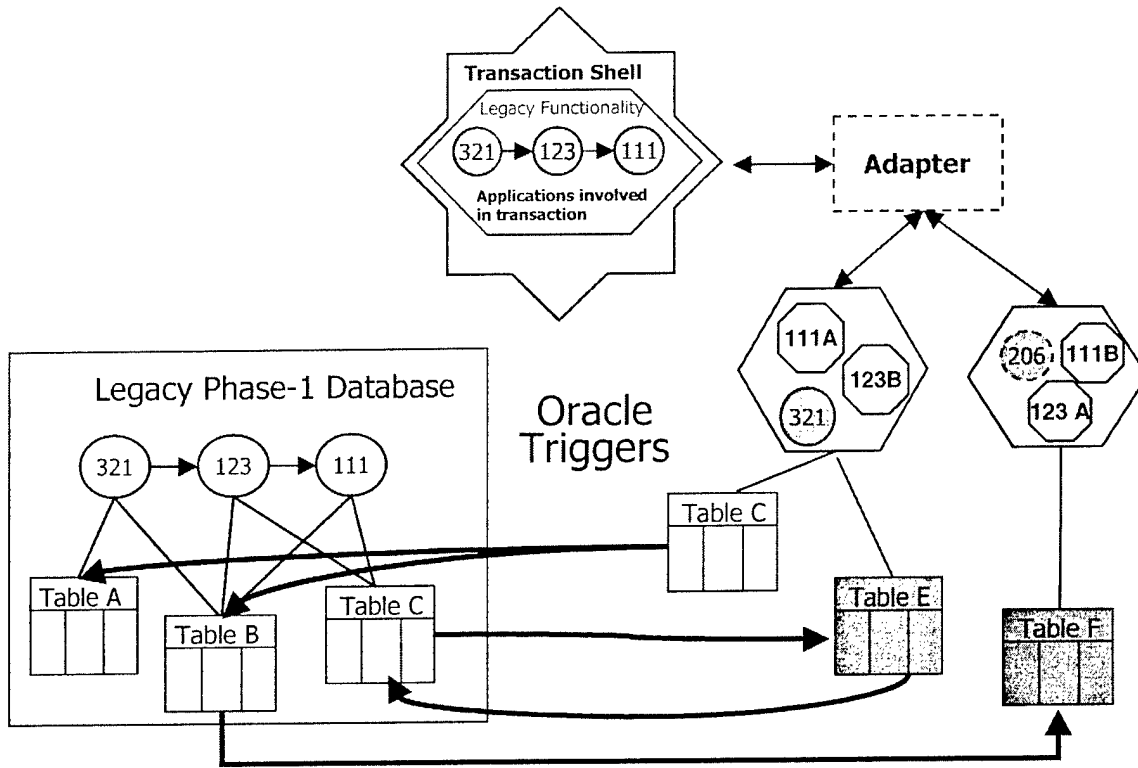 Transaction Shell
Legacy Functionality
321
123
111
Applications involved
in transaction
Adapter
111A
123B
321
206
111B
123 A
Legacy Phase-1 Database
321
123
111
Oracle
Triggers
Table C
Table A
Table B
Table C
Table E
Table F